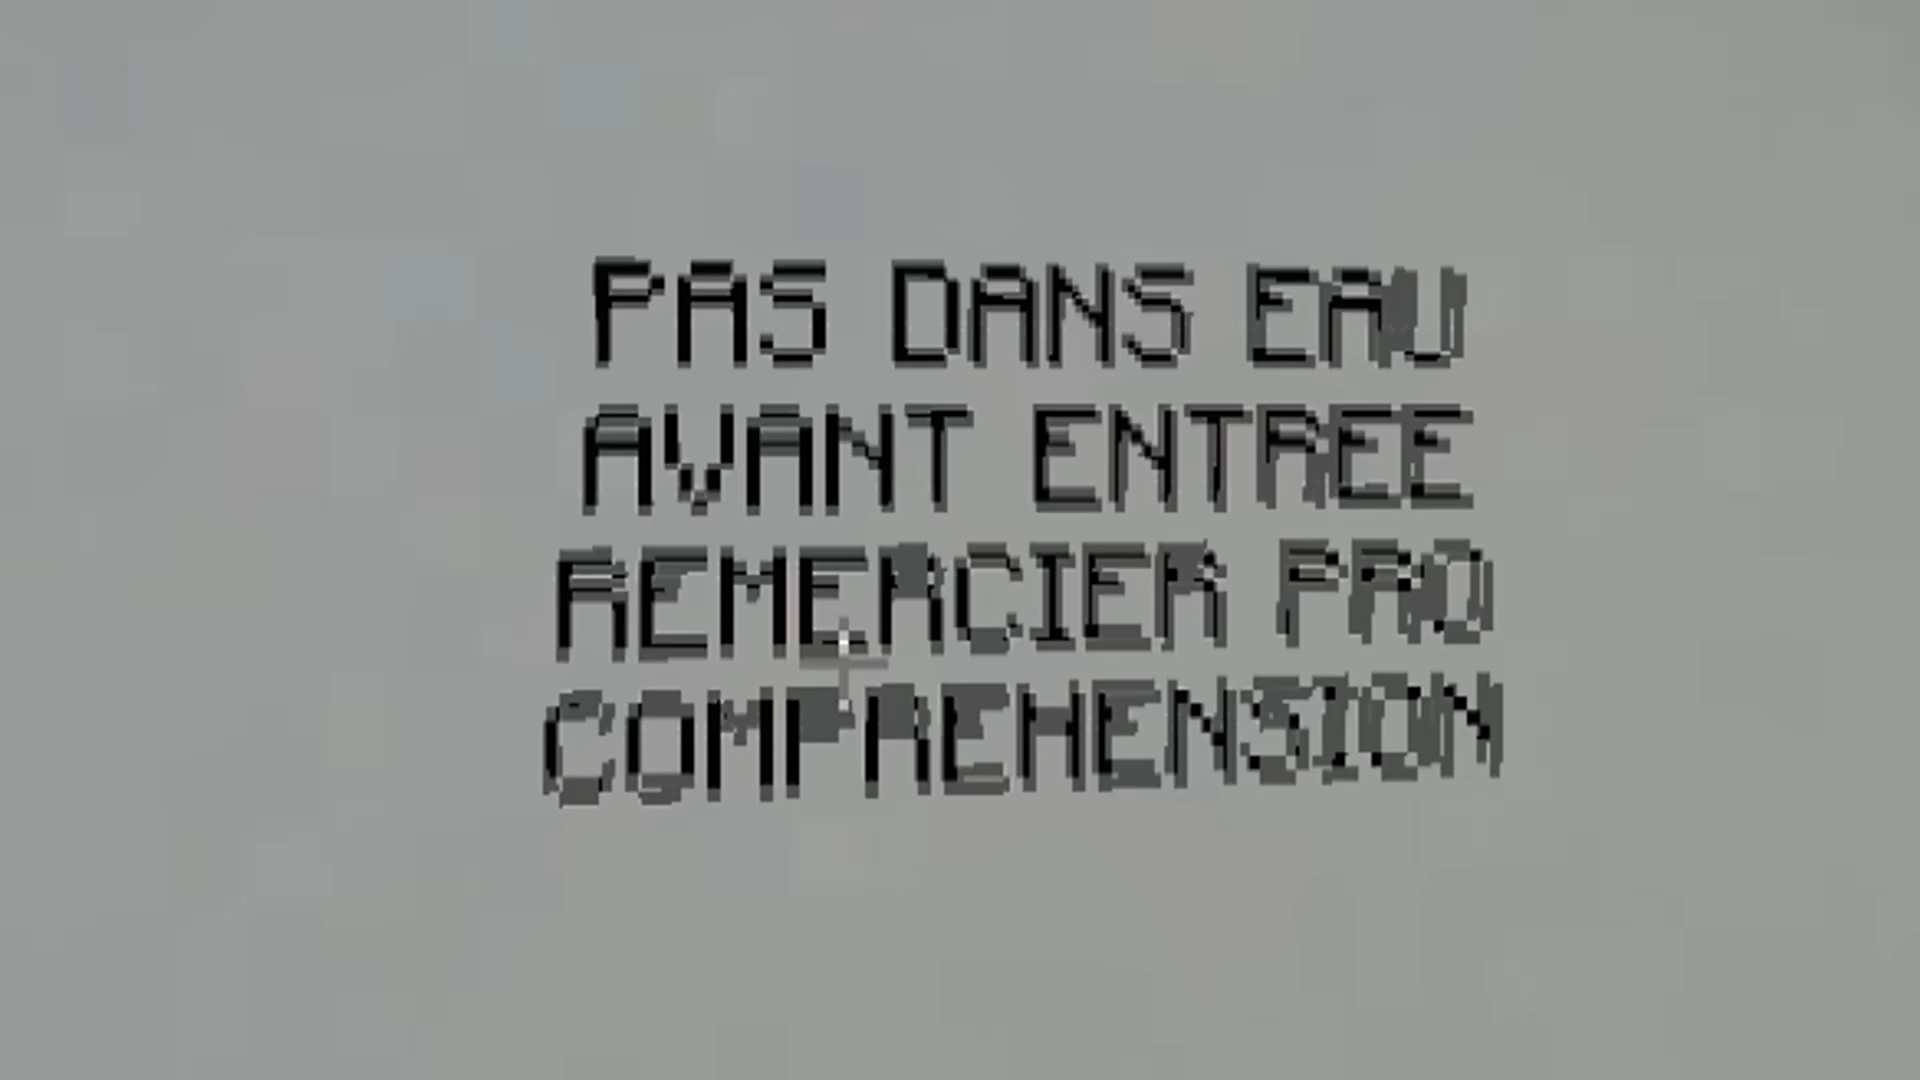 PAS DANS EAU
AVANT ENTREE
REMERCIER PRO
COMPREHENSION